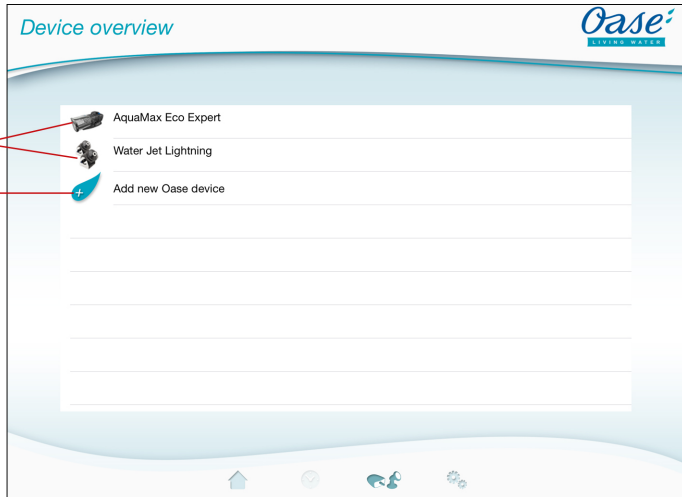 Device overview
Oase
LIVING WATER
AquaMax Eco Expert
Water Jet Lightning
Add new Oase device